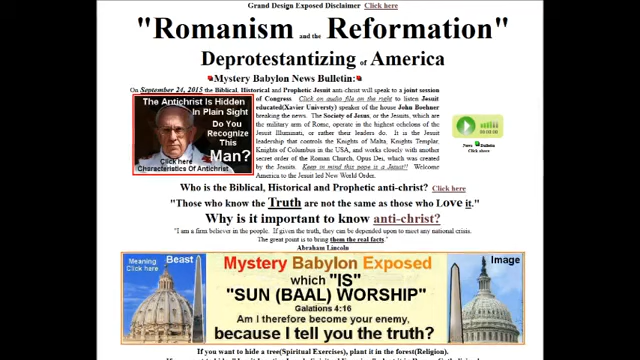 Grand Design Exposed Disclaimer Click here
"Romanism and the Reformation"
Deprotestantizing of America
Mystery Babylon News Bulletin:
On September 24, 2015 the Biblical, Historical and Prophetic Jesuit anti christ will speak to a joint session
of Congress Click on audio file on the right to listen Jesuit
educated(Xavier Universty) speaker of the house John Boehner
breaking the news. The Society of Jesus, or the Jesuits, which are
the military arm of Rome, operate in the highest echelons of the
Jesuit Illuminati, or rather their leaders do. It is the Jesuit
leadership that controls the Knights of Malta, Knights Templar,
Knights of Columbus in the USA, and works closely with another
secret order of the Roman Church, Opus Dei, which was created
by the Jesuits. Keep in mind this pope is a Jesuit!! Welcome
America to the Jesuit led New World Order.
The Antichrist Is Hidden
In Plain Sight
Do You
Recognize
This
Man?
Click here
Characteristics Of Antichrist
00:00:00
News Bulletin
Click above
Who is the Biblical, Historical and Prophetic anti-christ? Click here
"Those who know the Truth are not the same as those who Love it."
Why is it important to know anti-christ?
"I am a firm believer in the people. If given the truth, they can be depended upon to meet any national crisis.
The great point is to bring them the real facts."
Abraham Lincoln
Meaning.
Click here
Beast
Mystery Babylon Exposed
which "IS"
"SUN (BAAL) WORSHIP"
Galations 4:16
Am I therefore become your enemy,
because I tell you the truth?
Image
If you want to hide a tree(Spiritual Exercises), plant it in the forest(Religion).